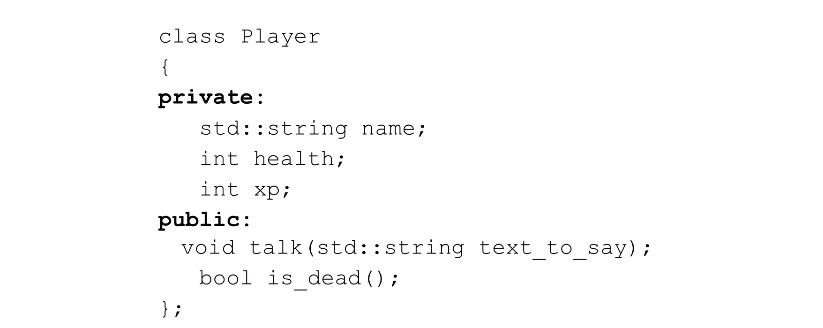 class Player
{
private:
std::string name;
int health;
int xp;
public:
void talk(std::string text_to_say);
bool is_dead();
};